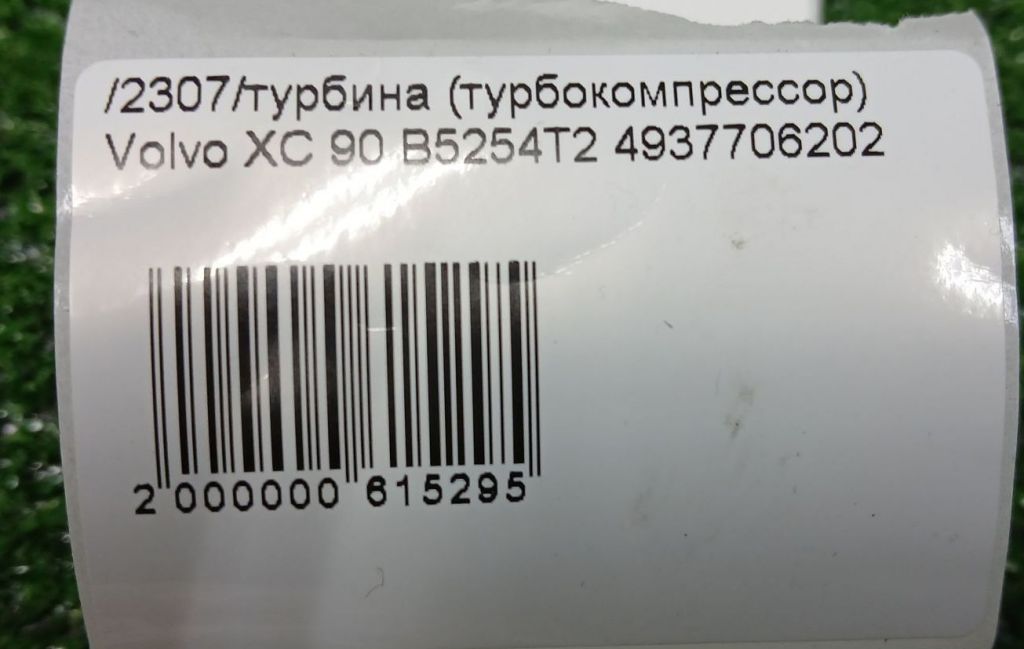 /2307/турбина (турбокомпрессор)
Volvo XC 90 B5254T2 4937706202
2 000000 615295